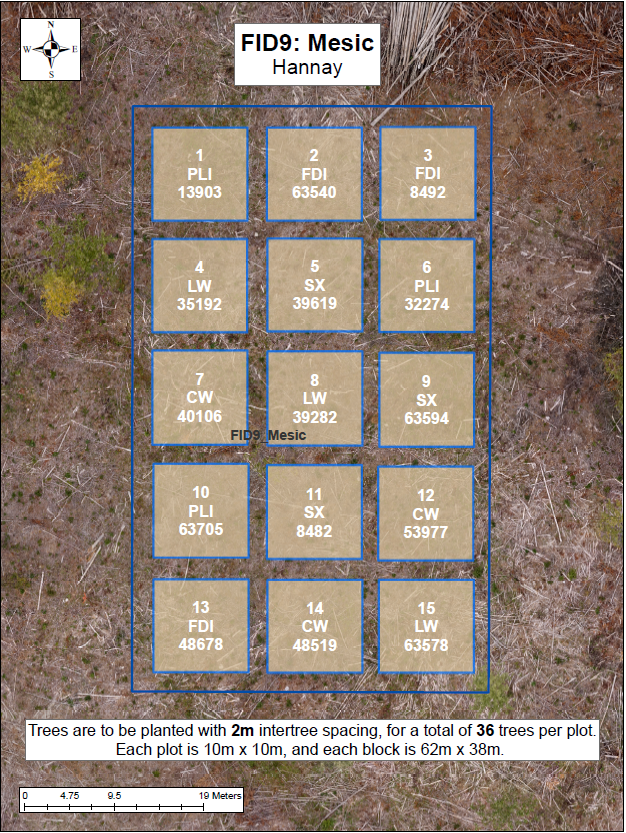 N
W E
S
FID9: Mesic
Hannay
1
PLI
13903
2
FDI
63540
3
FDI
8492
4
LW
35192
5
SX
39619
6
PLI
32274
7
CW
40106
8
LW
39282
9
SX
63594
FID9_Mesic
10
PLI
63705
11
SX
8482
12
CW
53977
13
FDI
48678
14
CW
48519
15
LW
63578
Trees are to be planted with 2m intertree spacing, for a total of 36 trees per plot.
Each plot is 10m x 10m, and each block is 62m x 38m.
0 4.75 9.5 19 Meters